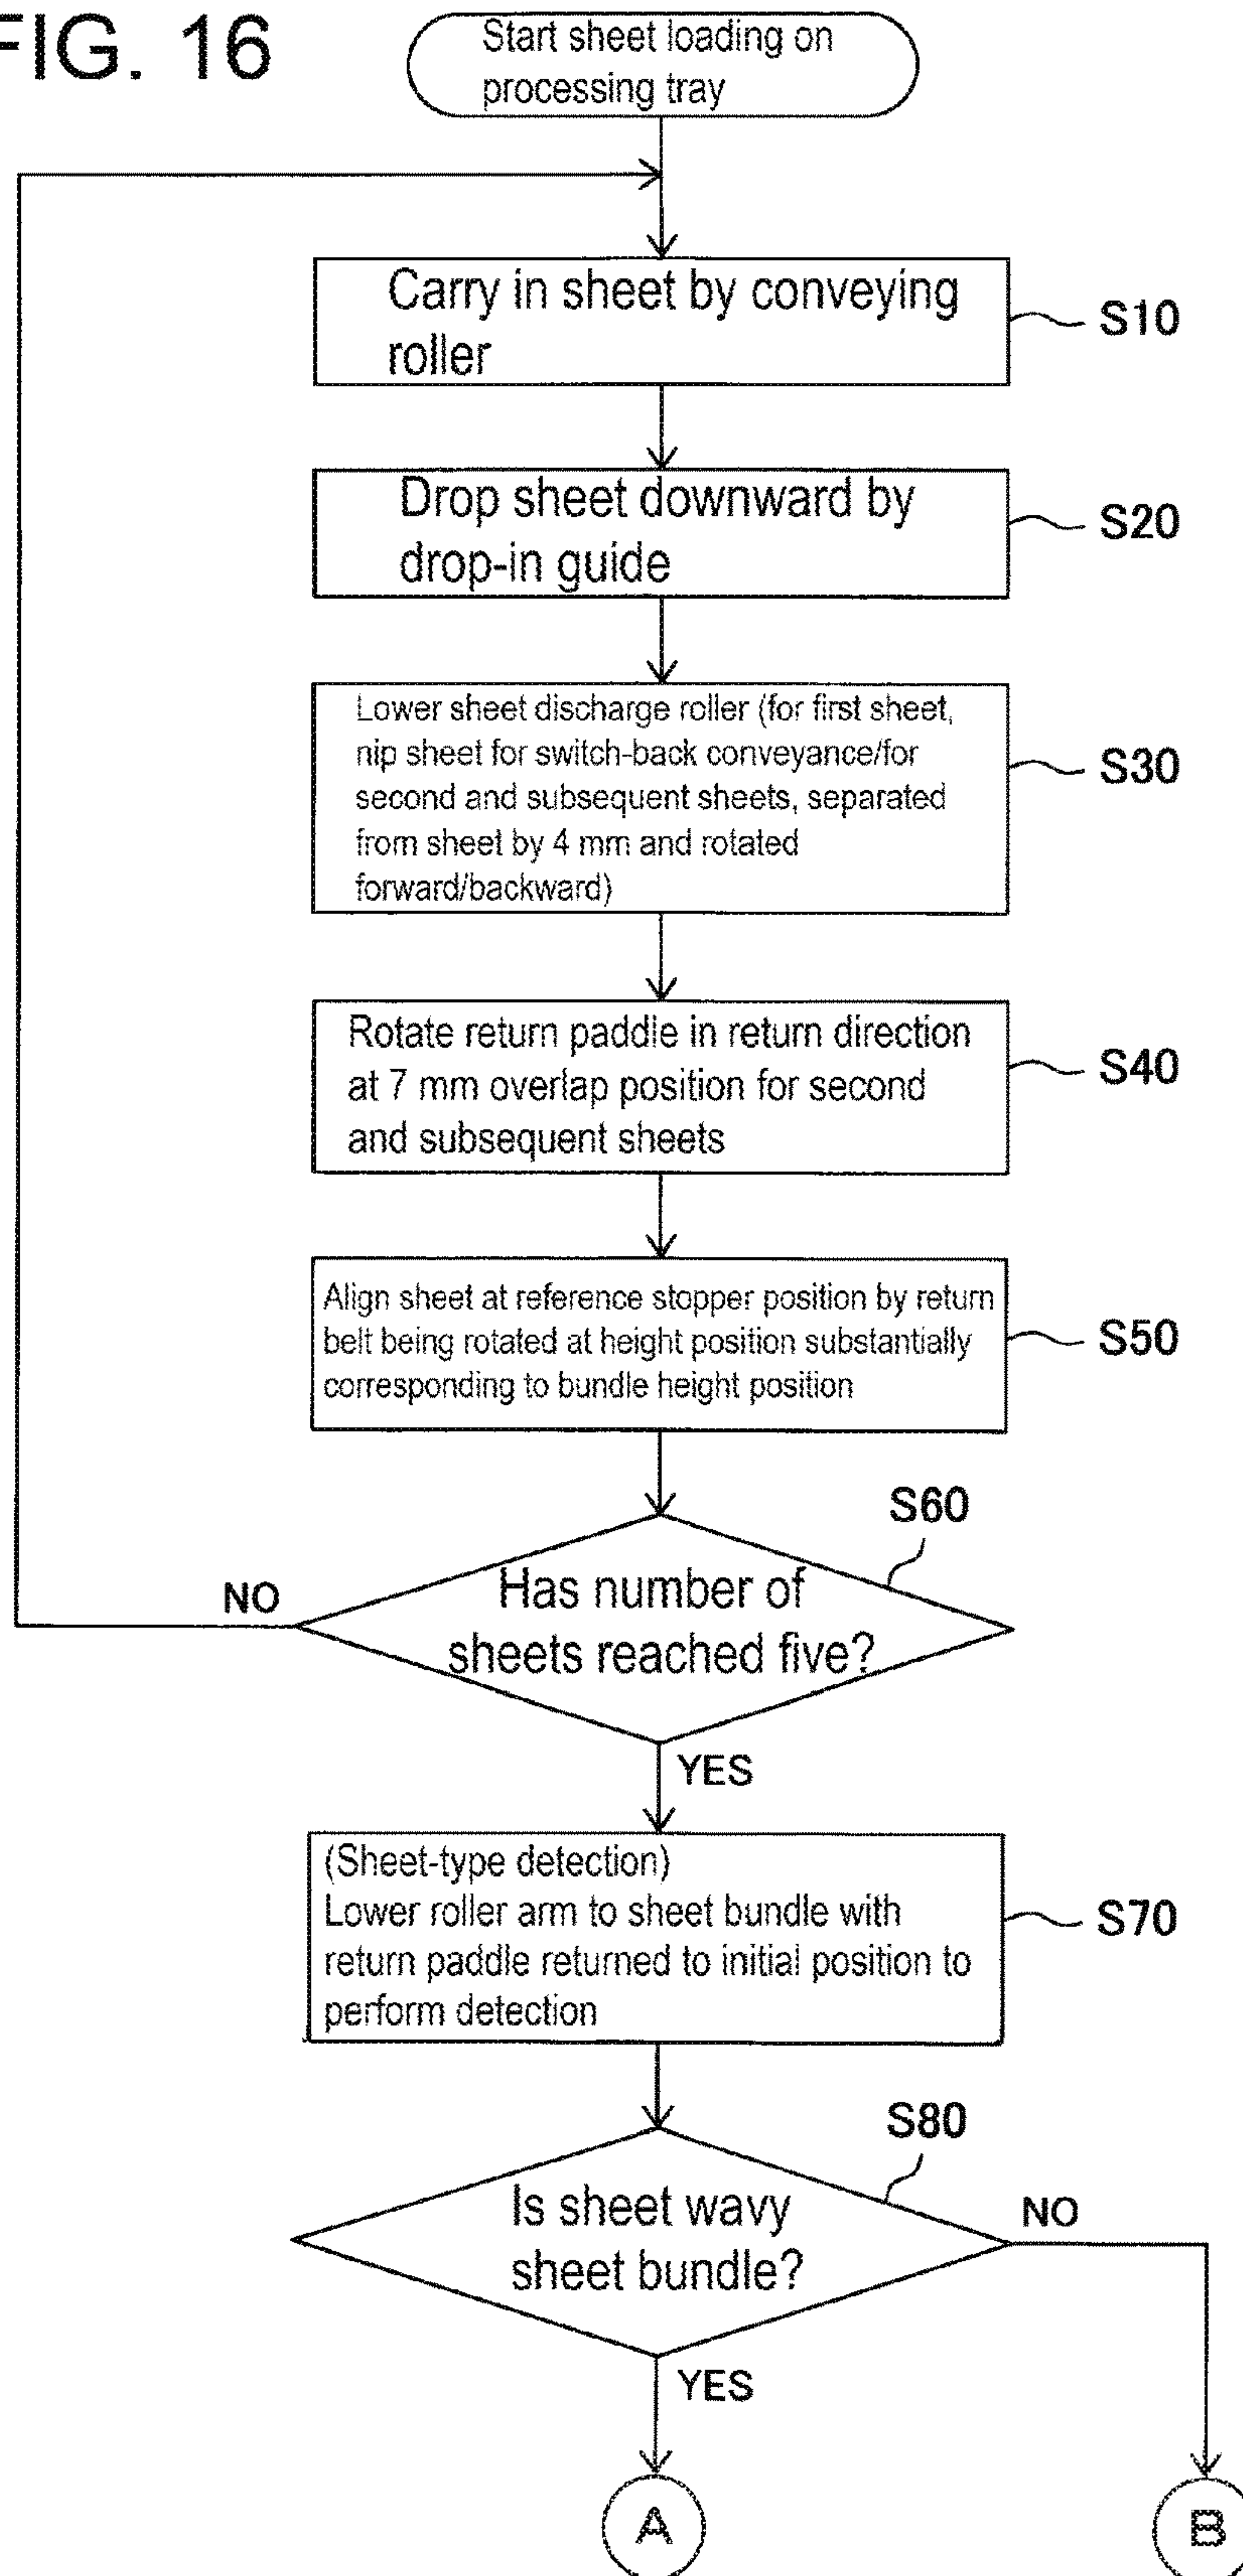 FIG. 16
Start sheet loading on
processing tray
Carry in sheet by conveying
roller
S10
Drop sheet downward by
drop-in guide
S20
Lower sheet discharge roller (for first sheet,
nip sheet for switch-back conveyance/for
second and subsequent sheets, separated
from sheet by 4 mm and rotated
forward/backward)
S30
Rotate return paddle in return direction
at 7 mm overlap position for second
and subsequent sheets
S40
Align sheet at reference stopper position by return
belt being rotated at height position substantially
corresponding to bundle height position
S50
S60
Has number of
sheets reached five?
NO
YES
(Sheet-type detection)
Lower roller arm to sheet bundle with
return paddle returned to initial position to
perform detection
S70
S80
Is sheet wavy
sheet bundle?
NO
YES
A
B